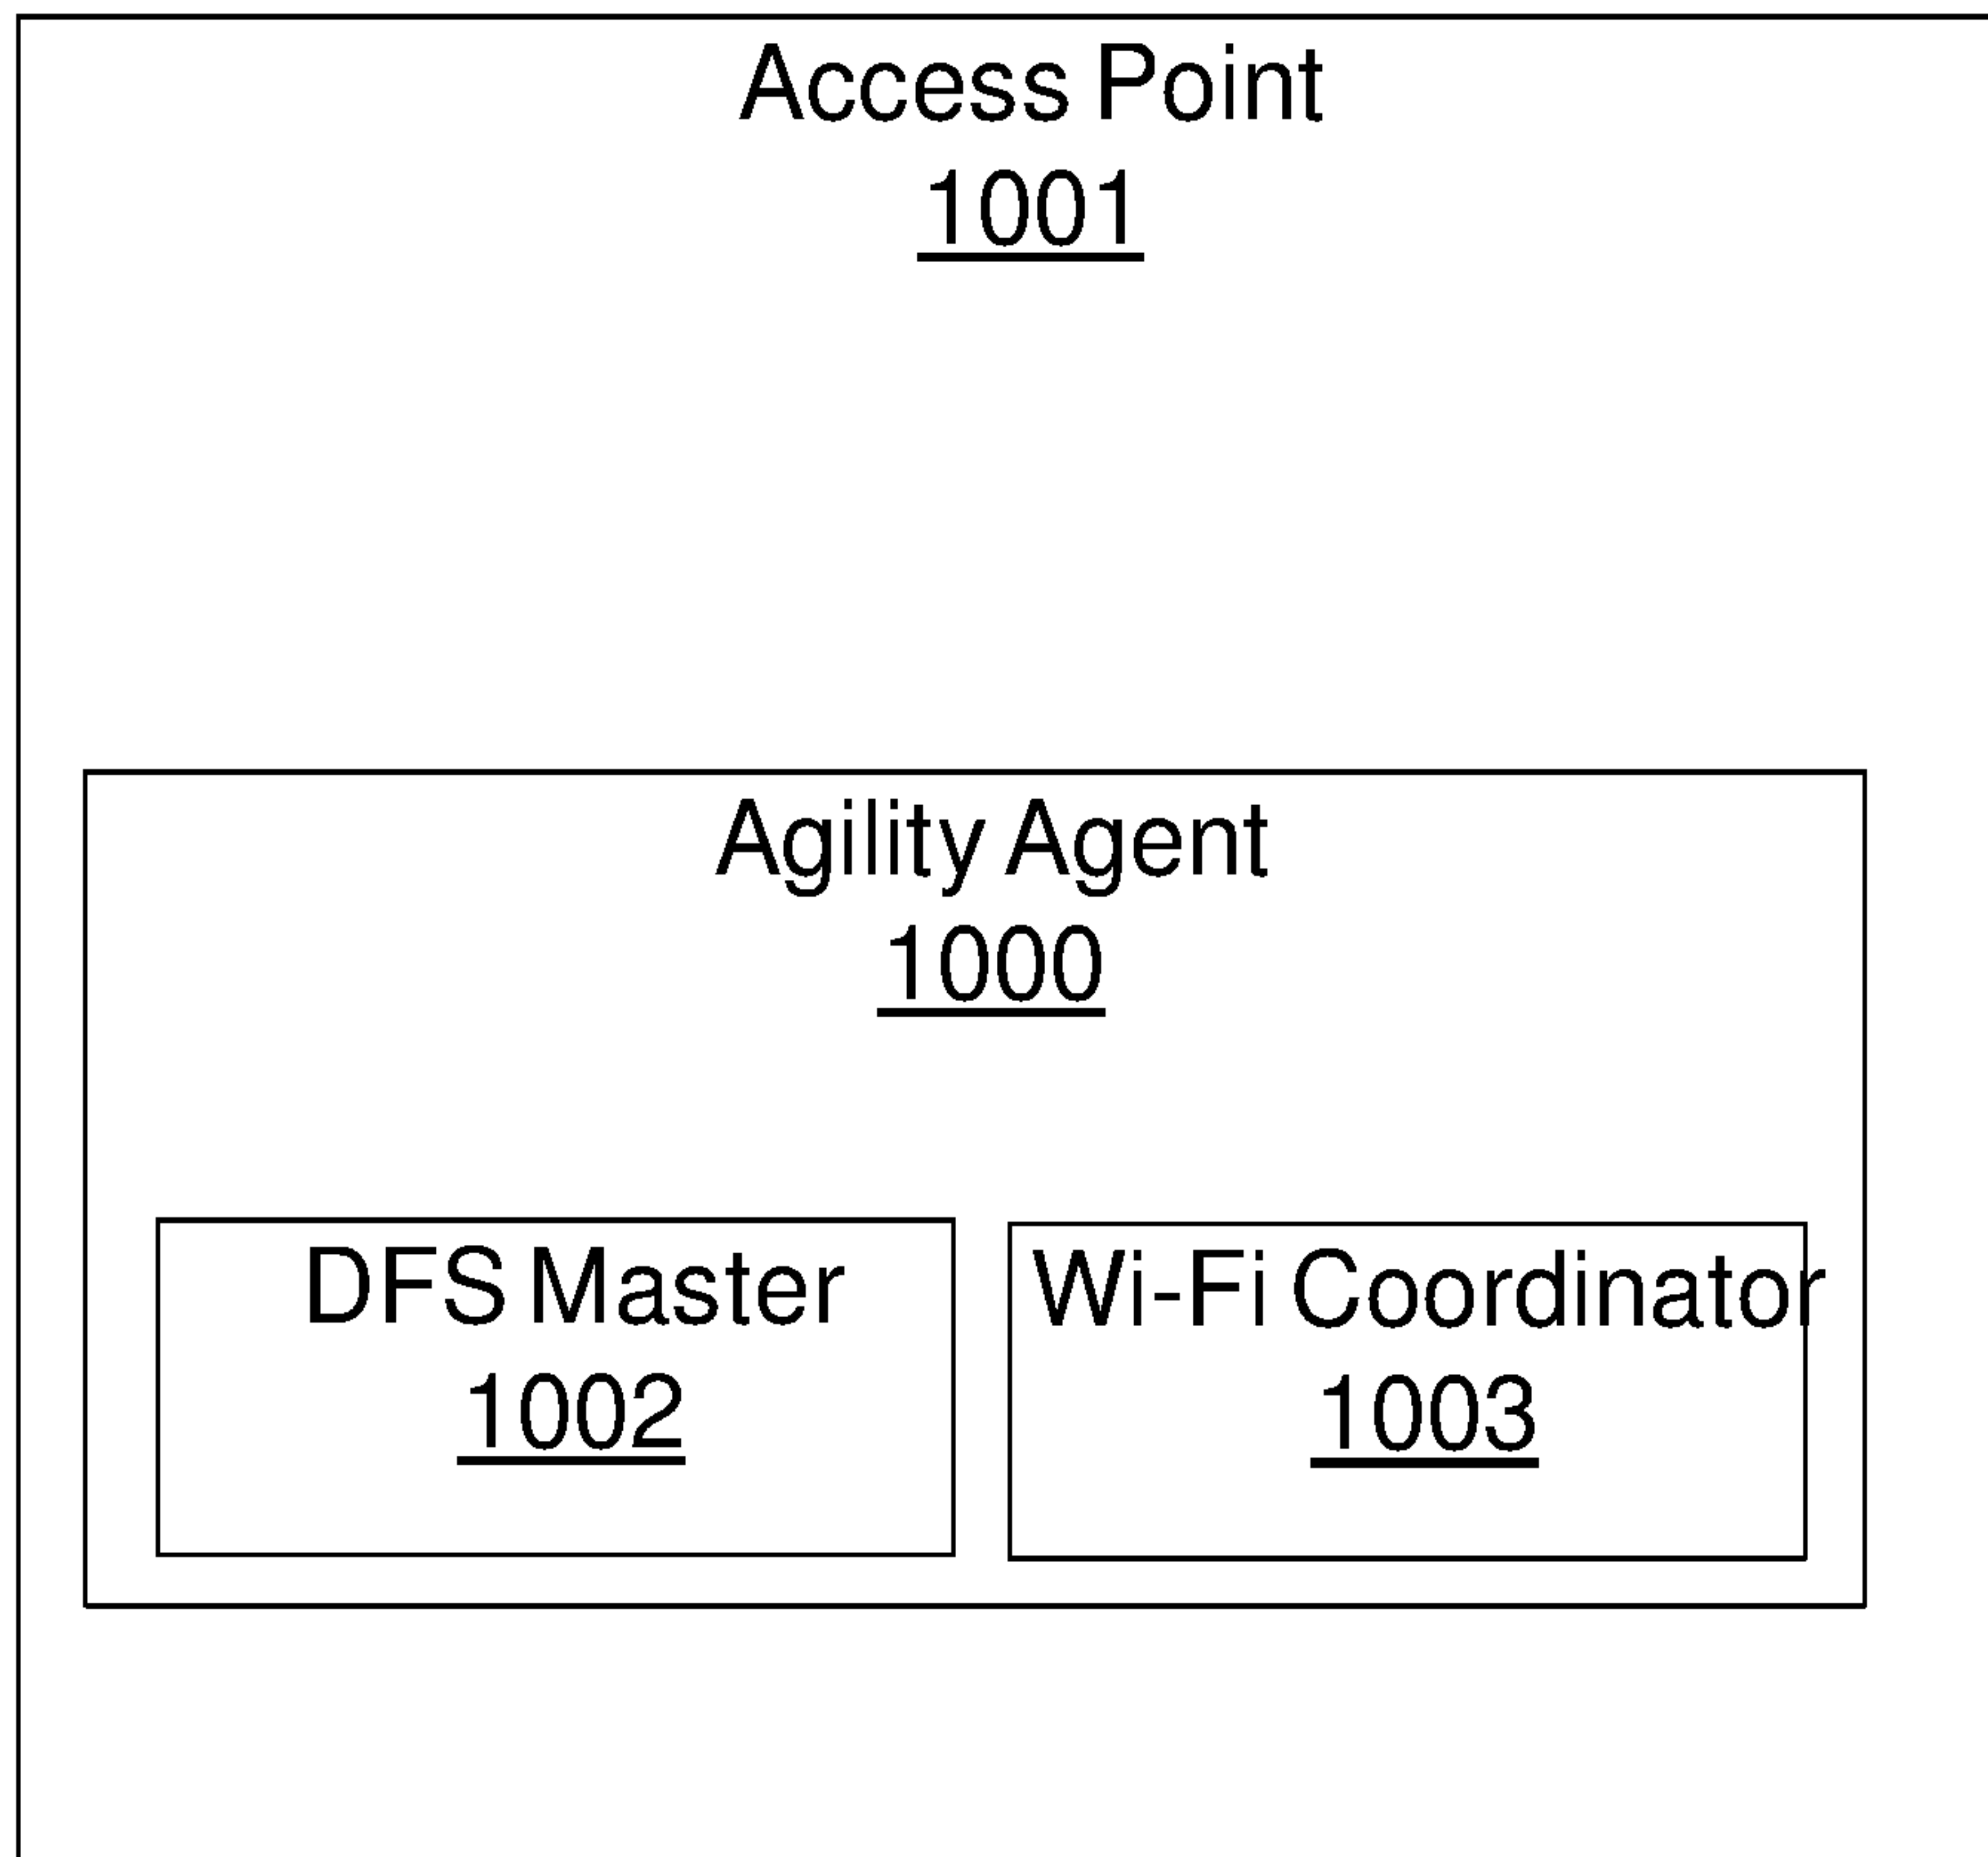 Access Point
1001
Agility Agent
1000
DFS Master
1002
Wi-Fi Coordinator
1003